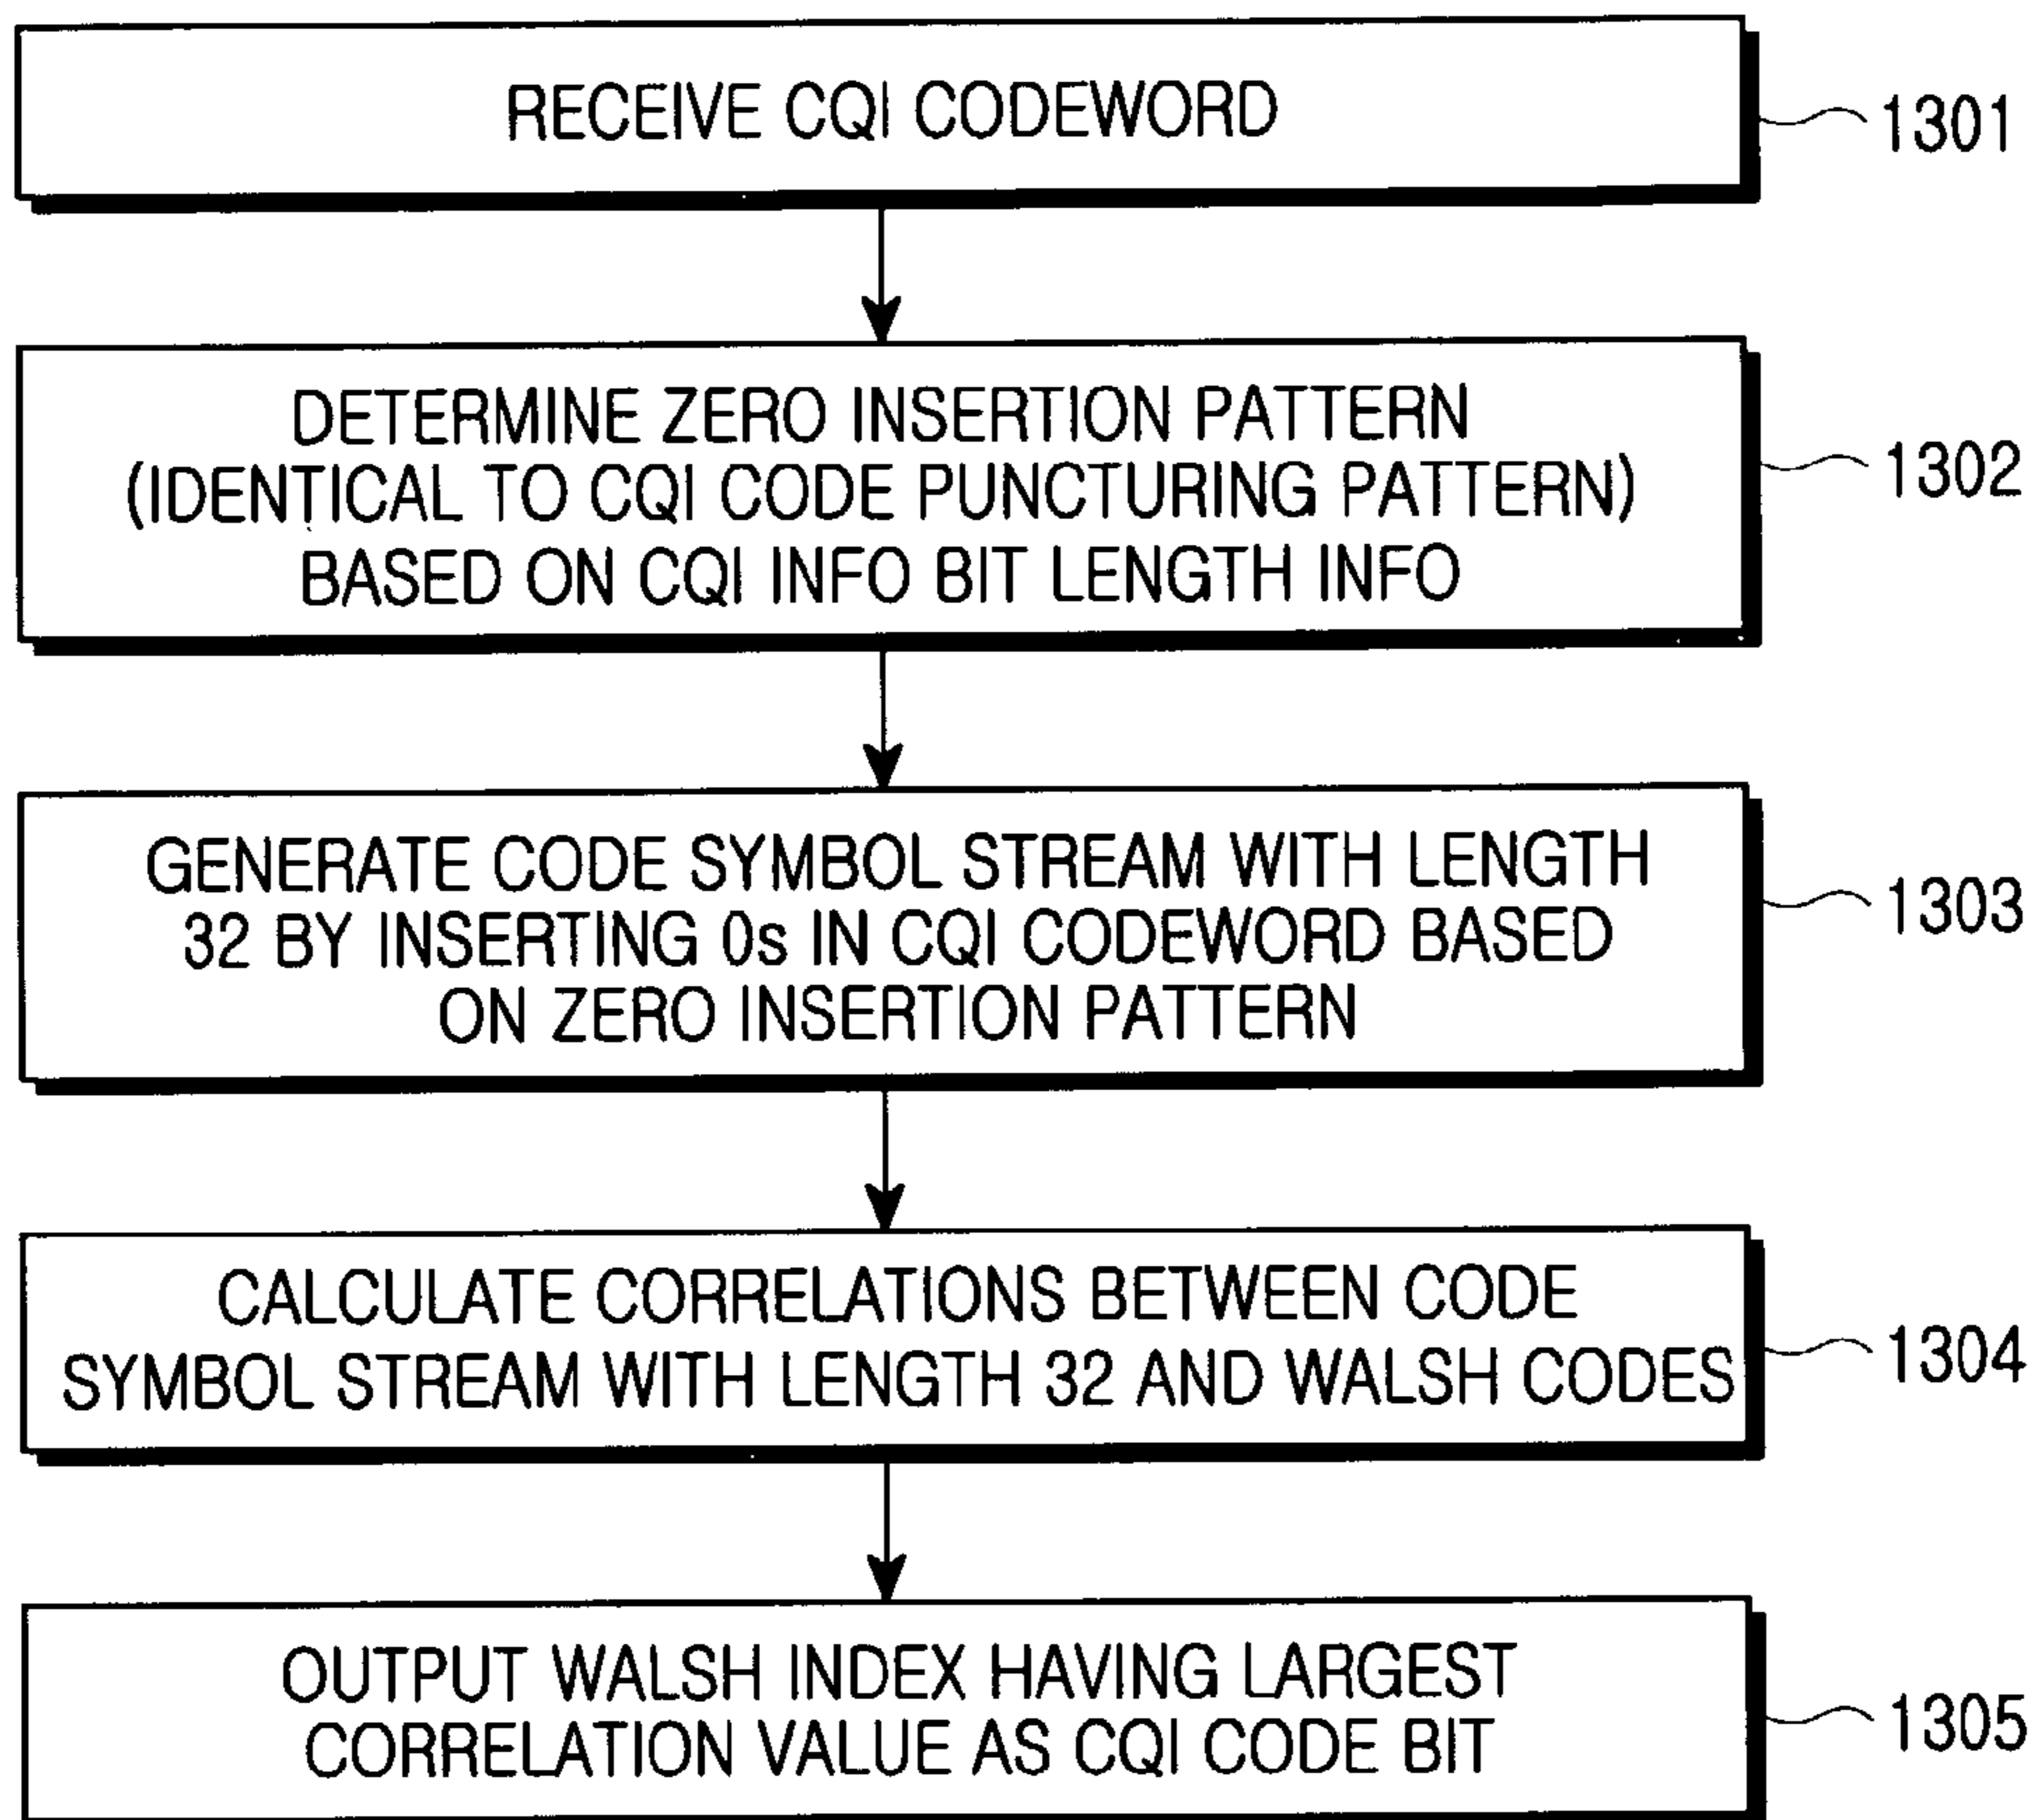 RECEIVE CQI CODEWORD
1301
DETERMINE ZERO INSERTION PATTERN
(IDENTICAL TO CQI CODE PUNCTURING PATTERN)
BASED ON CQI INFO BIT LENGTH INFO
1302
GENERATE CODE SYMBOL STREAM WITH LENGTH
32 BY INSERTING 0s IN CQI CODEWORD BASED
ON ZERO INSERTION PATTERN
1303
CALCULATE CORRELATIONS BETWEEN CODE
SYMBOL STREAM WITH LENGTH 32 AND WALSH CODES
1304
OUTPUT WALSH INDEX HAVING LARGEST
CORRELATION VALUE AS CQI CODE BIT
1305